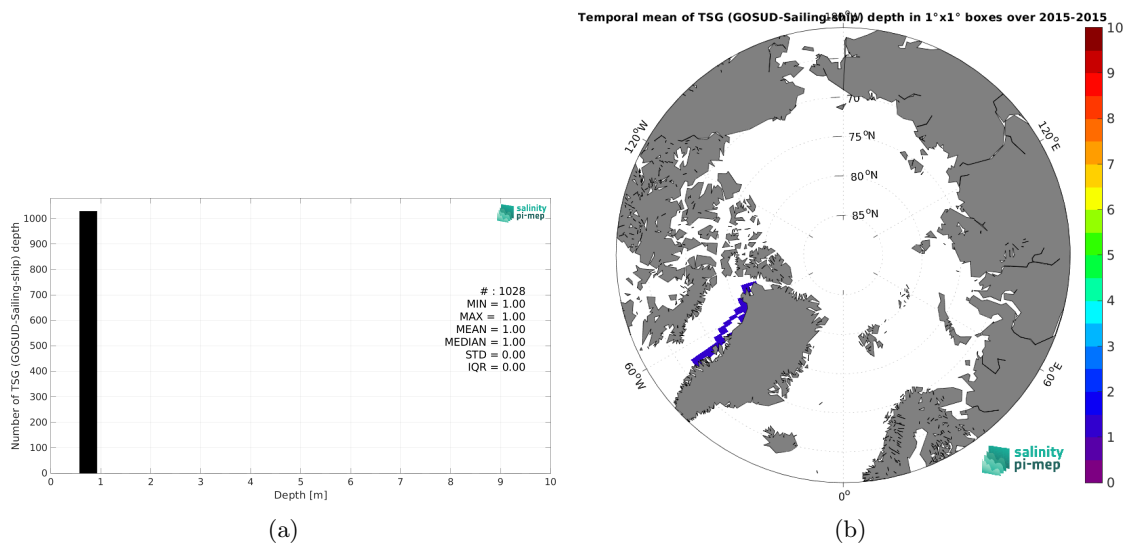 Number of TSG (GOSUD-Sailing-ship) depth
1000
900
800
700
600
500
400
300
200
100
0
0 1 2 3 4 5 6 7 8 9 10
Depth [m]
salinity
pi-mep
# : 1028
MIN = 1.00
MAX = 1.00
MEAN = 1.00
MEDIAN = 1.00
STD = 0.00
IQR = 0.00
(a)
Temporal mean of TSG (GOSUD-Sailing-ship) depth in 1°x1° boxes over 2015-2015
70
75°N
80°N
85°N
120°W
120°E
60°W
60°E
0°
10
9
8
7
6
5
4
3
2
1
0
salinity
pi-mep
(b)